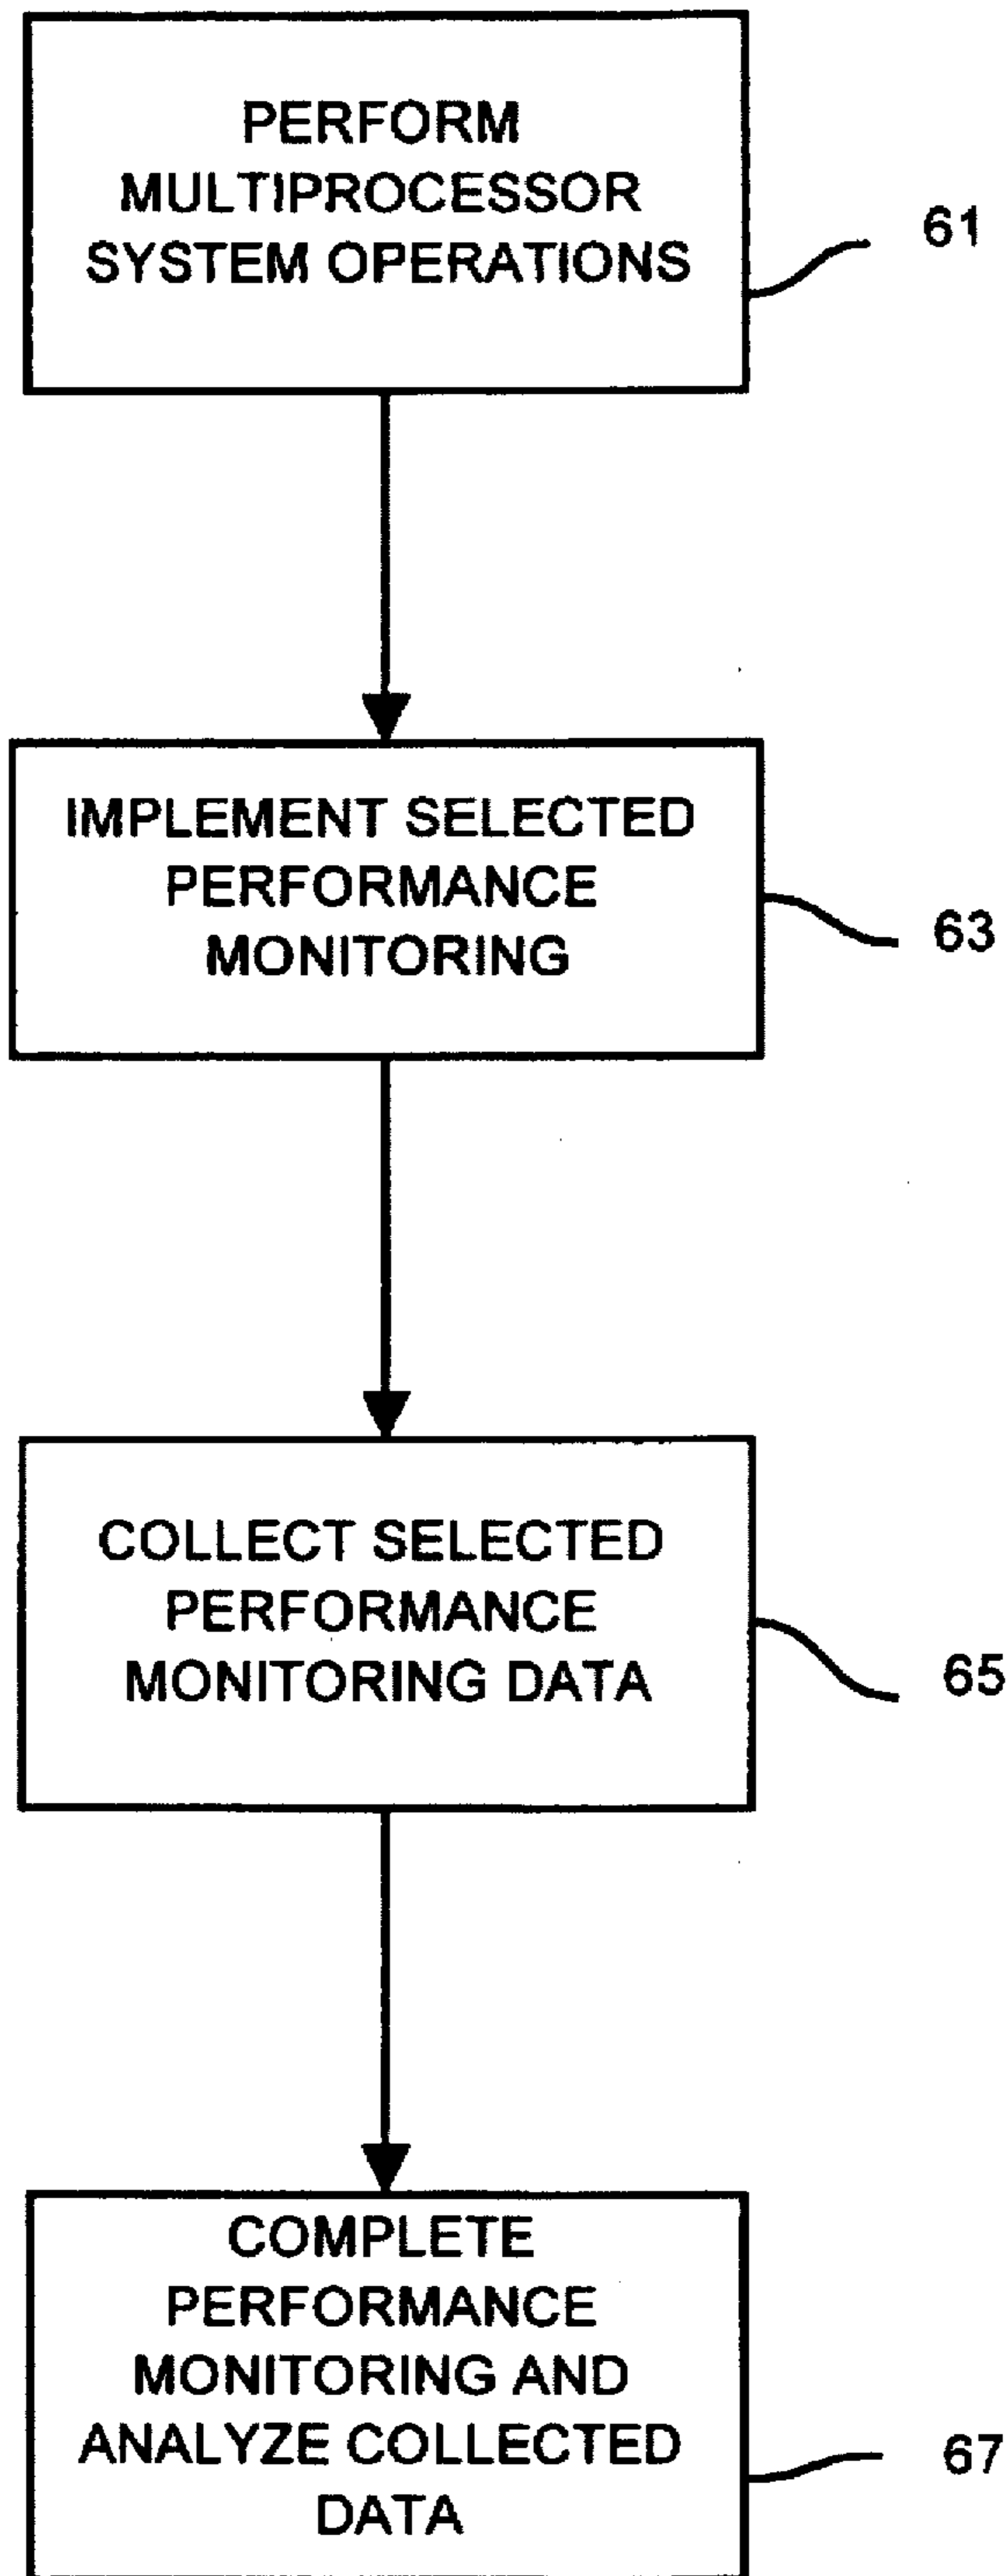 PERFORM
MULTIPROCESSOR
SYSTEM OPERATIONS
61
IMPLEMENT SELECTED
PERFORMANCE
MONITORING
63
COLLECT SELECTED
PERFORMANCE
MONITORING DATA
65
COMPLETE
PERFORMANCE
MONITORING AND
ANALYZE COLLECTED
DATA
67